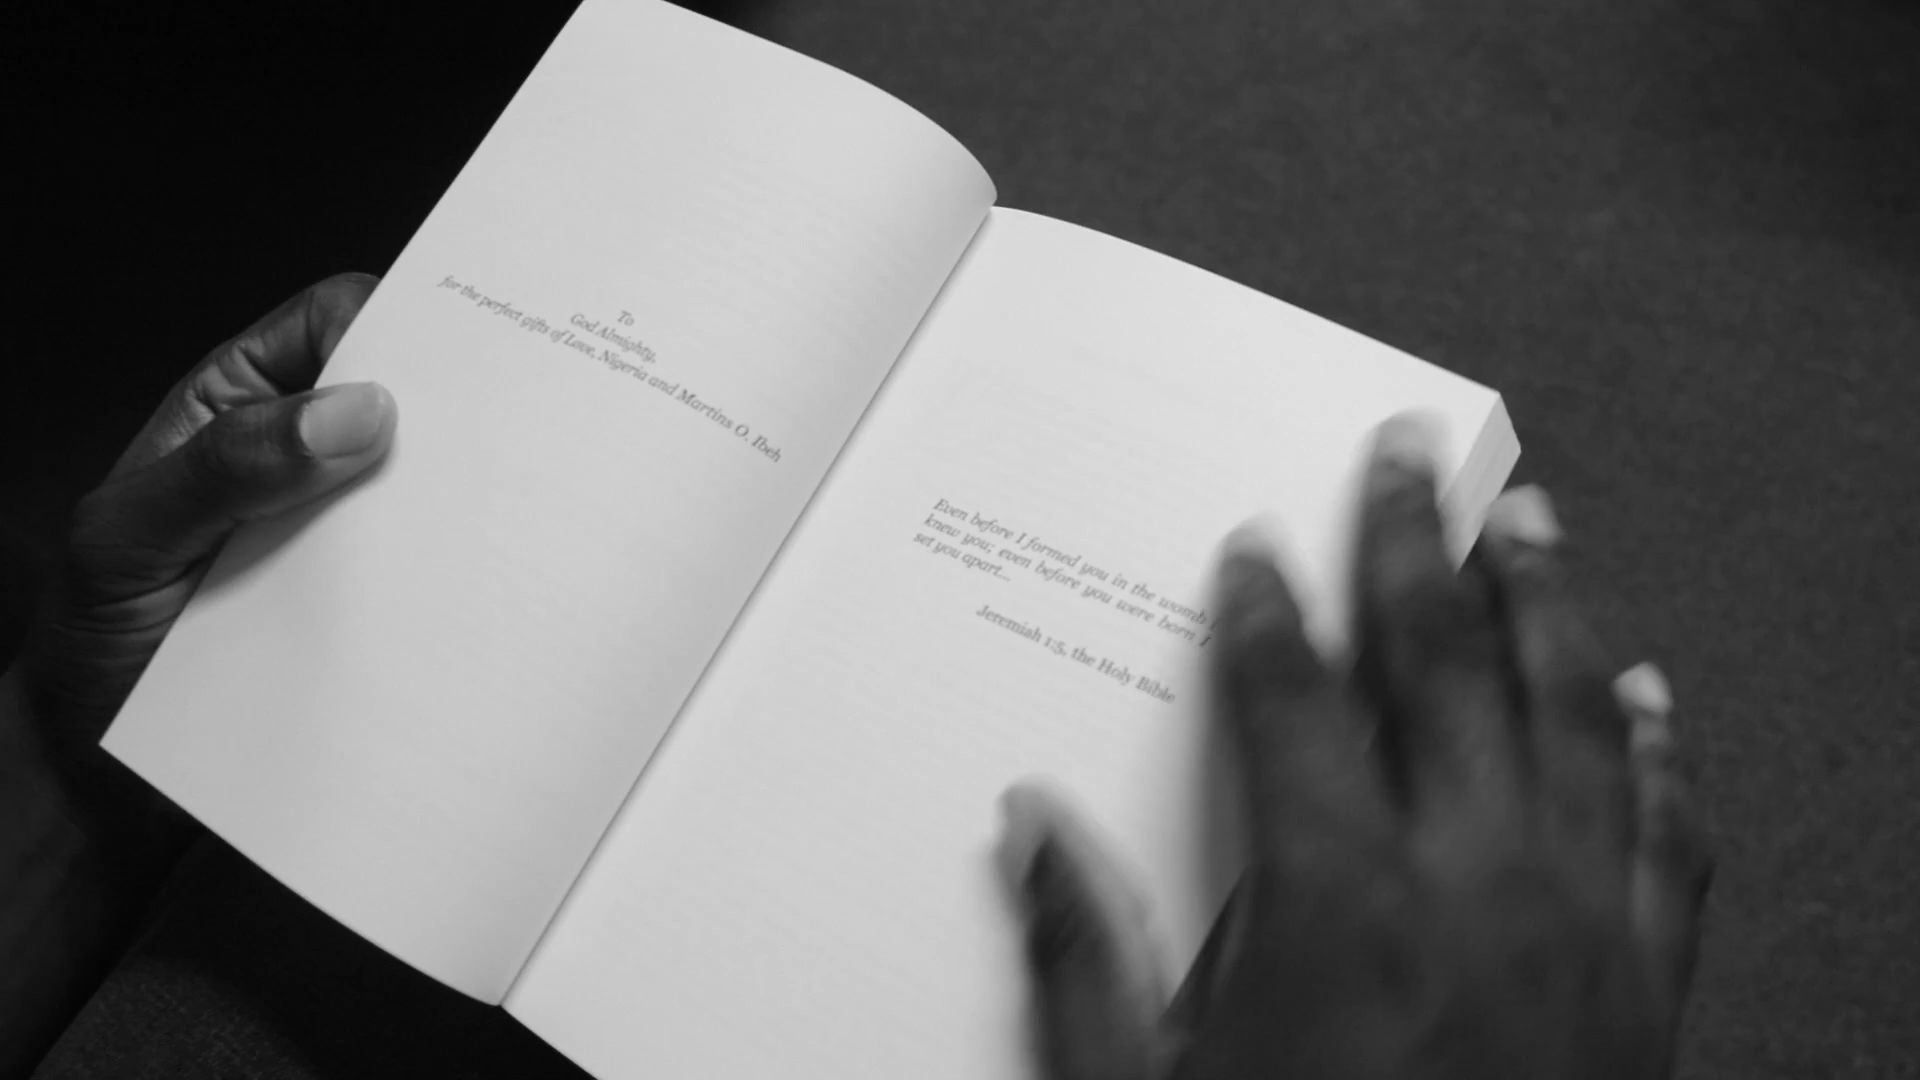 To
God Almighty,
for the perfect gifts of Love, Nigeria and Martins O. Ibeh
Even before I formed you in the womb I
knew you; even before you were born I
set you apart...
Jeremiah 1:5, the Holy Bible